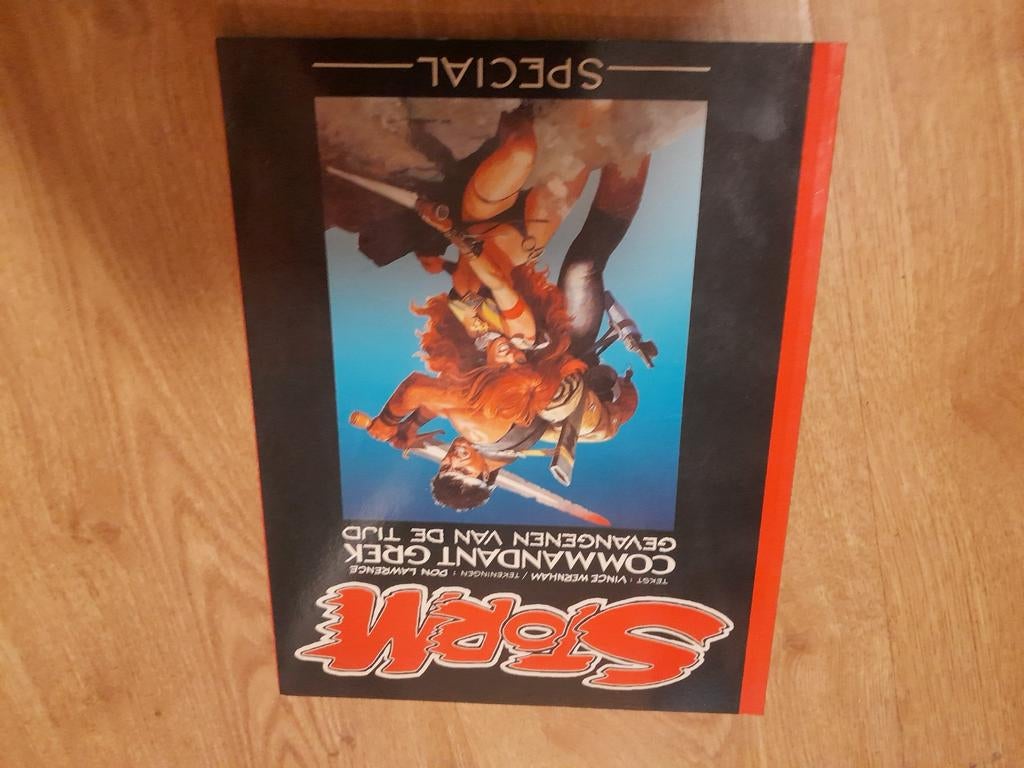 STORM
TEKST : VINCE WERNHAM / TEKENINGEN : DON LAWRENCE
COMMANDANT GREK
GEVANGENEN VAN DE TIJD
SPECIAL